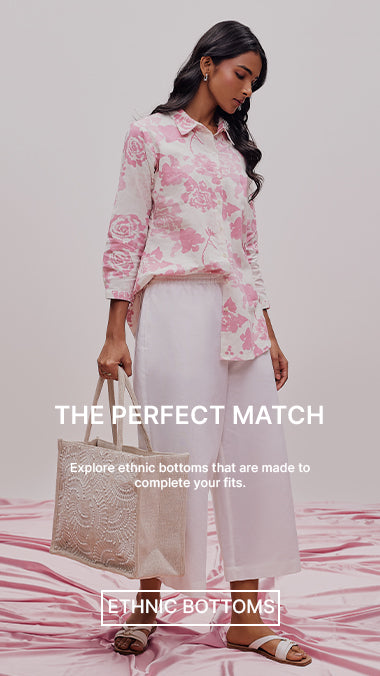 THE PERFECT MATCH
Explore ethnic bottoms that are made to
complete your fits.
ETHNIC BOTTOMS